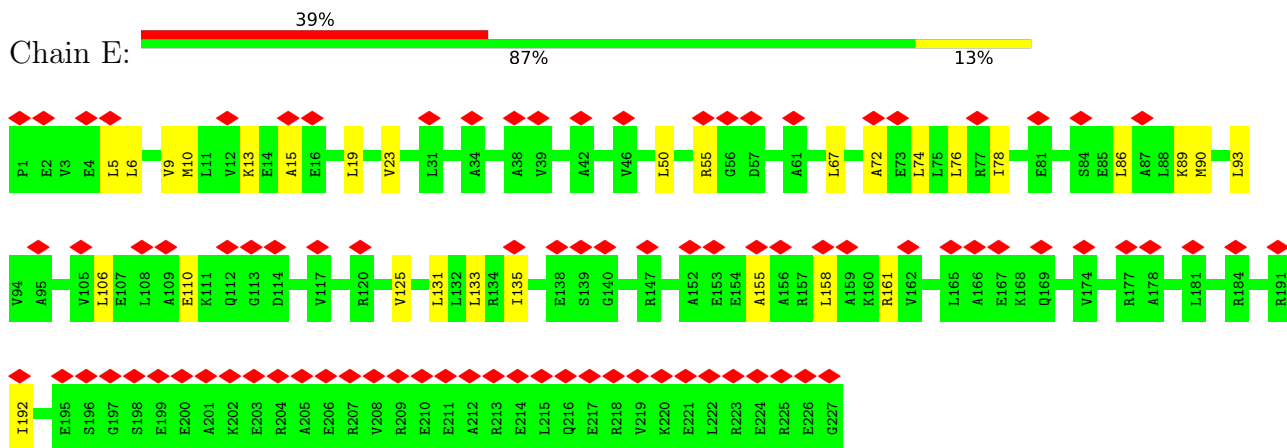 39%
Chain E:
87% 13%
P1 E2 V3 E4 L5 L6 V9 M10 L11 V12 K13 E14 A15 E16 L19 V23 L31 A34 A38 V39 A42 V46 L50 R55 G56 D57 A61 L67 A72 E73 L74 L75 L76 R77 I78 E81 S84 E85 L86 A87 L88 K89 M90 L93
V94 A95 V105 L106 E107 L108 A109 E110 K111 Q112 G113 D114 V117 R120 V125 L131 L132 L133 R134 I135 E138 S139 G140 R147 A152 E153 E154 A155 A156 R157 L158 A159 K160 R161 V162 L165 A166 E167 K168 Q169 V174 R177 A178 L181 R184 R191
I192 E195 S196 G197 S198 E199 E200 A201 K202 E203 R204 A205 E206 R207 V208 R209 E210 E211 A212 R213 E214 L215 Q216 E217 R218 V219 K220 E221 L222 R223 E224 R225 E226 G227